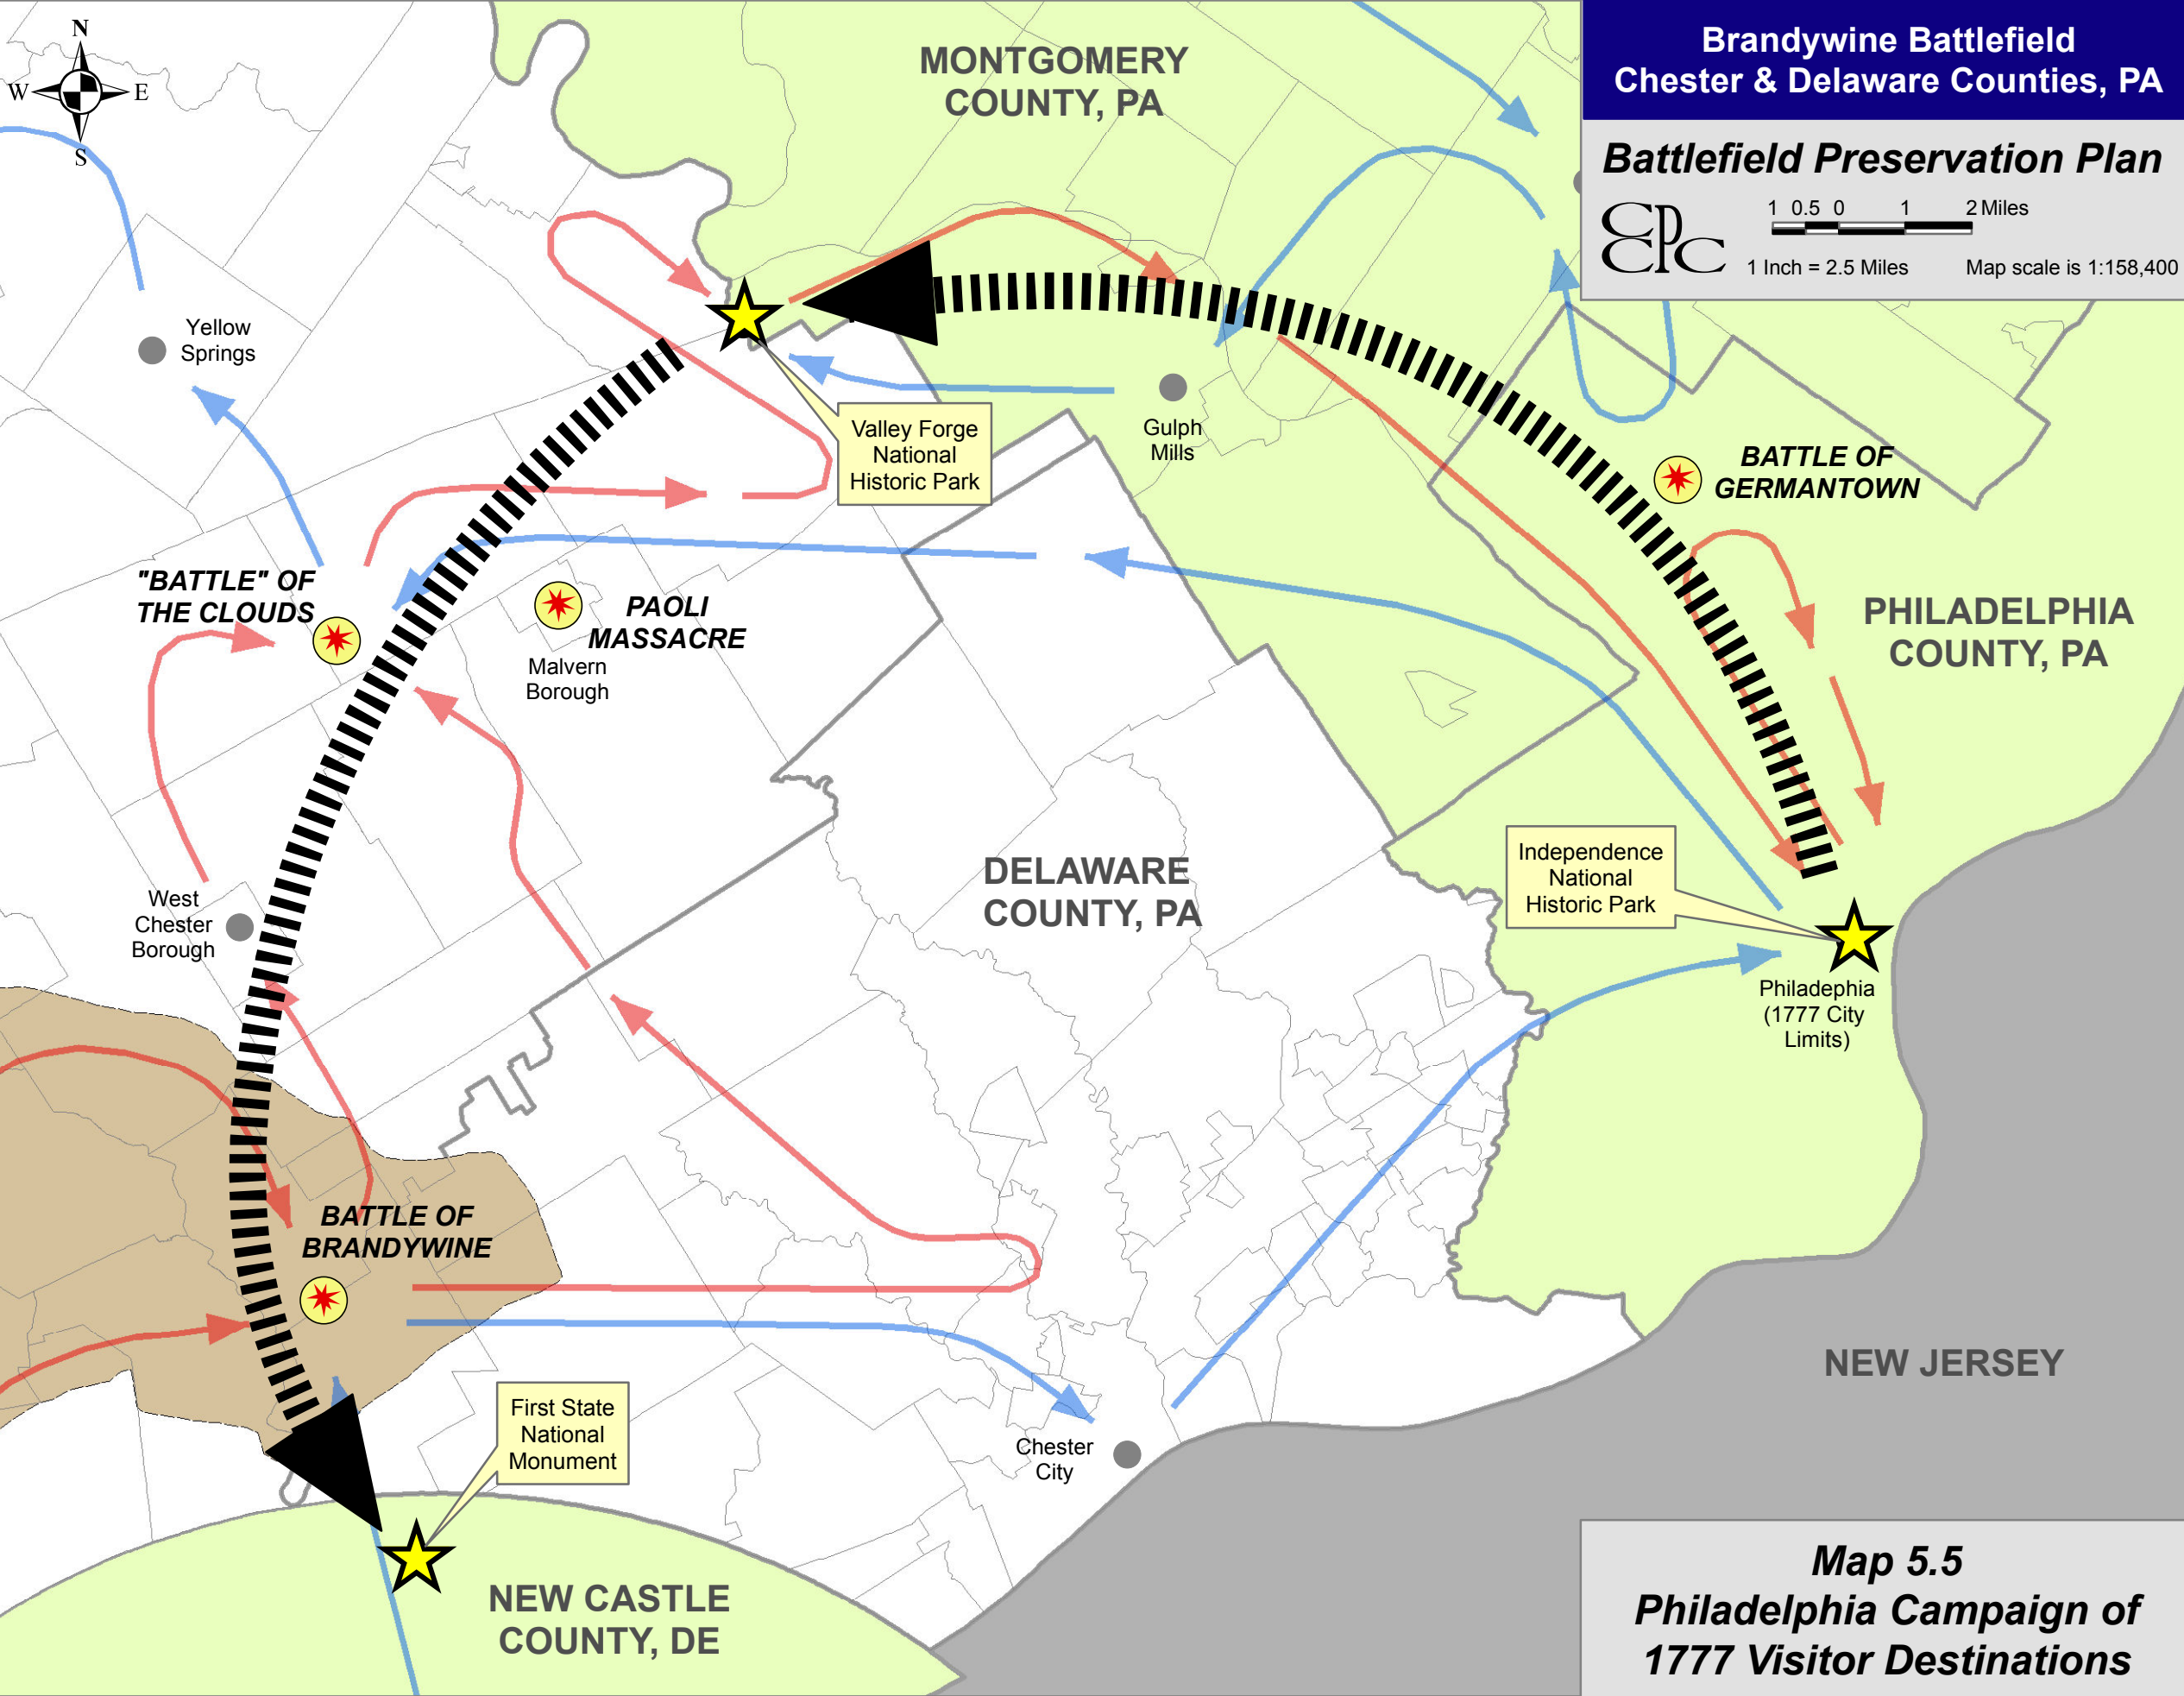 N
W
E
S
MONTGOMERY
COUNTY, PA
Brandywine Battlefield
Chester & Delaware Counties, PA
Battlefield Preservation Plan
CCPC
1 0.5 0 1 2 Miles
1 Inch = 2.5 Miles
Map scale is 1:158,400
Yellow
Springs
Valley Forge
National
Historic Park
Gulph
Mills
BATTLE OF
GERMANTOWN
"BATTLE" OF
THE CLOUDS
PAOLI
MASSACRE
Malvern
Borough
PHILADELPHIA
COUNTY, PA
West
Chester
Borough
DELAWARE
COUNTY, PA
Independence
National
Historic Park
Philadephia
(1777 City
Limits)
BATTLE OF
BRANDYWINE
First State
National
Monument
Chester
City
NEW JERSEY
NEW CASTLE
COUNTY, DE
Map 5.5
Philadelphia Campaign of
1777 Visitor Destinations